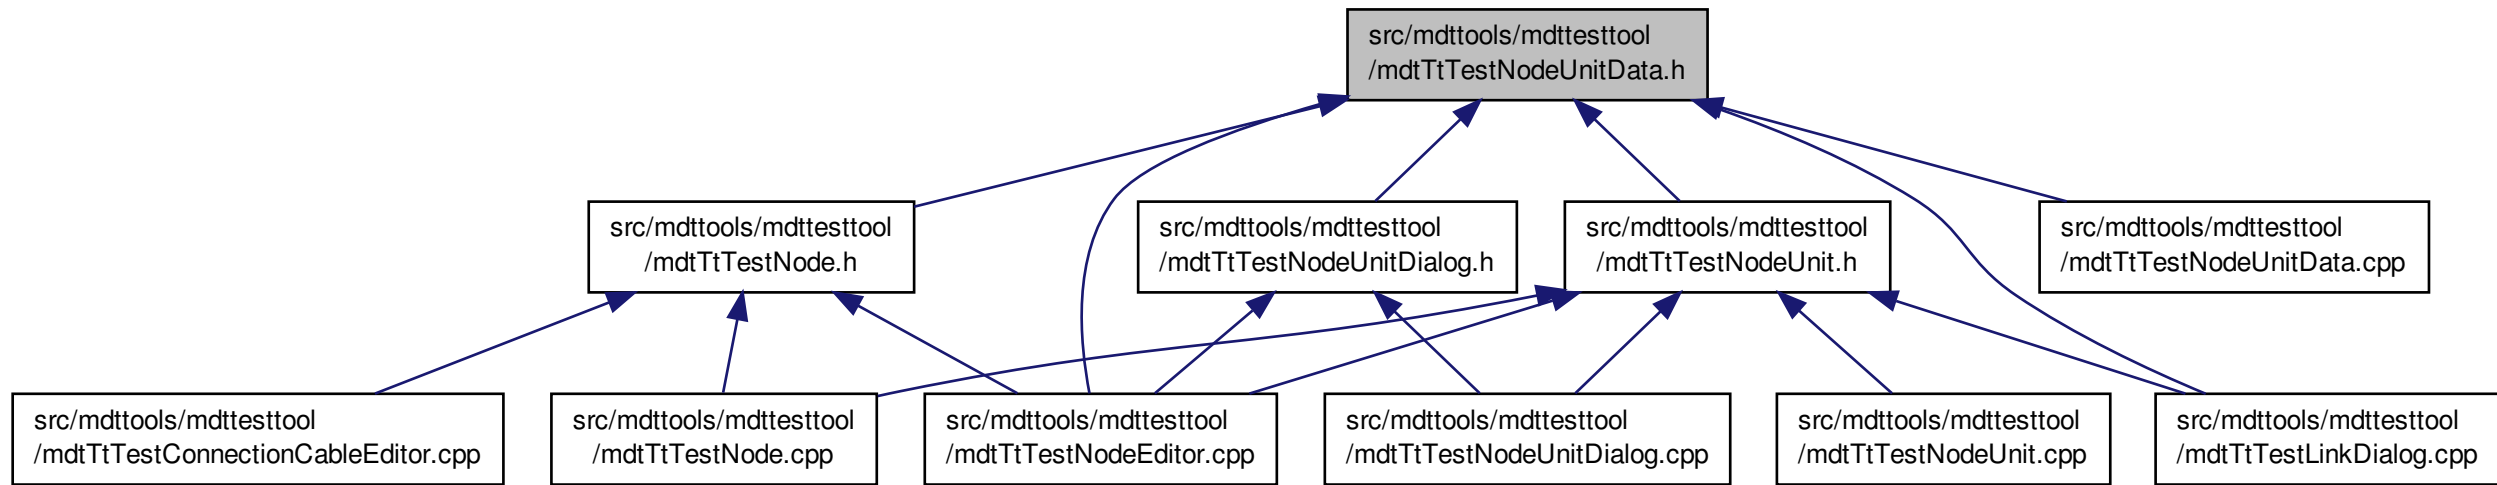 src/mdttools/mdttesttool
/mdtTtTestNodeUnitData.h
src/mdttools/mdttesttool
/mdtTtTestNode.h
src/mdttools/mdttesttool
/mdtTtTestNodeUnitDialog.h
src/mdttools/mdttesttool
/mdtTtTestNodeUnit.h
src/mdttools/mdttesttool
/mdtTtTestNodeUnitData.cpp
src/mdttools/mdttesttool
/mdtTtTestConnectionCableEditor.cpp
src/mdttools/mdttesttool
/mdtTtTestNode.cpp
src/mdttools/mdttesttool
/mdtTtTestNodeEditor.cpp
src/mdttools/mdttesttool
/mdtTtTestNodeUnitDialog.cpp
src/mdttools/mdttesttool
/mdtTtTestNodeUnit.cpp
src/mdttools/mdttesttool
/mdtTtTestLinkDialog.cpp